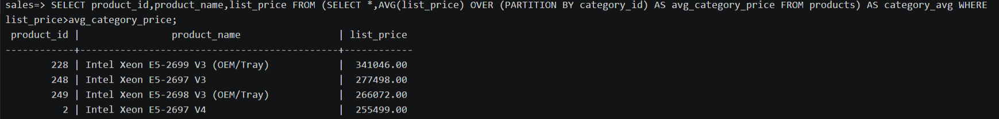 sales=> SELECT product_id,product_name,list_price FROM (SELECT *,AVG(list_price) OVER (PARTITION BY category_id) AS avg_category_price FROM products) AS category_avg WHERE
list_price>avg_category_price;
 product_id |                product_name                 | list_price
------------+---------------------------------------------+------------
        228 | Intel Xeon E5-2699 V3 (OEM/Tray)            |  341046.00
        248 | Intel Xeon E5-2697 V3                       |  277498.00
        249 | Intel Xeon E5-2698 V3 (OEM/Tray)            |  266072.00
          2 | Intel Xeon E5-2697 V4                       |  255499.00